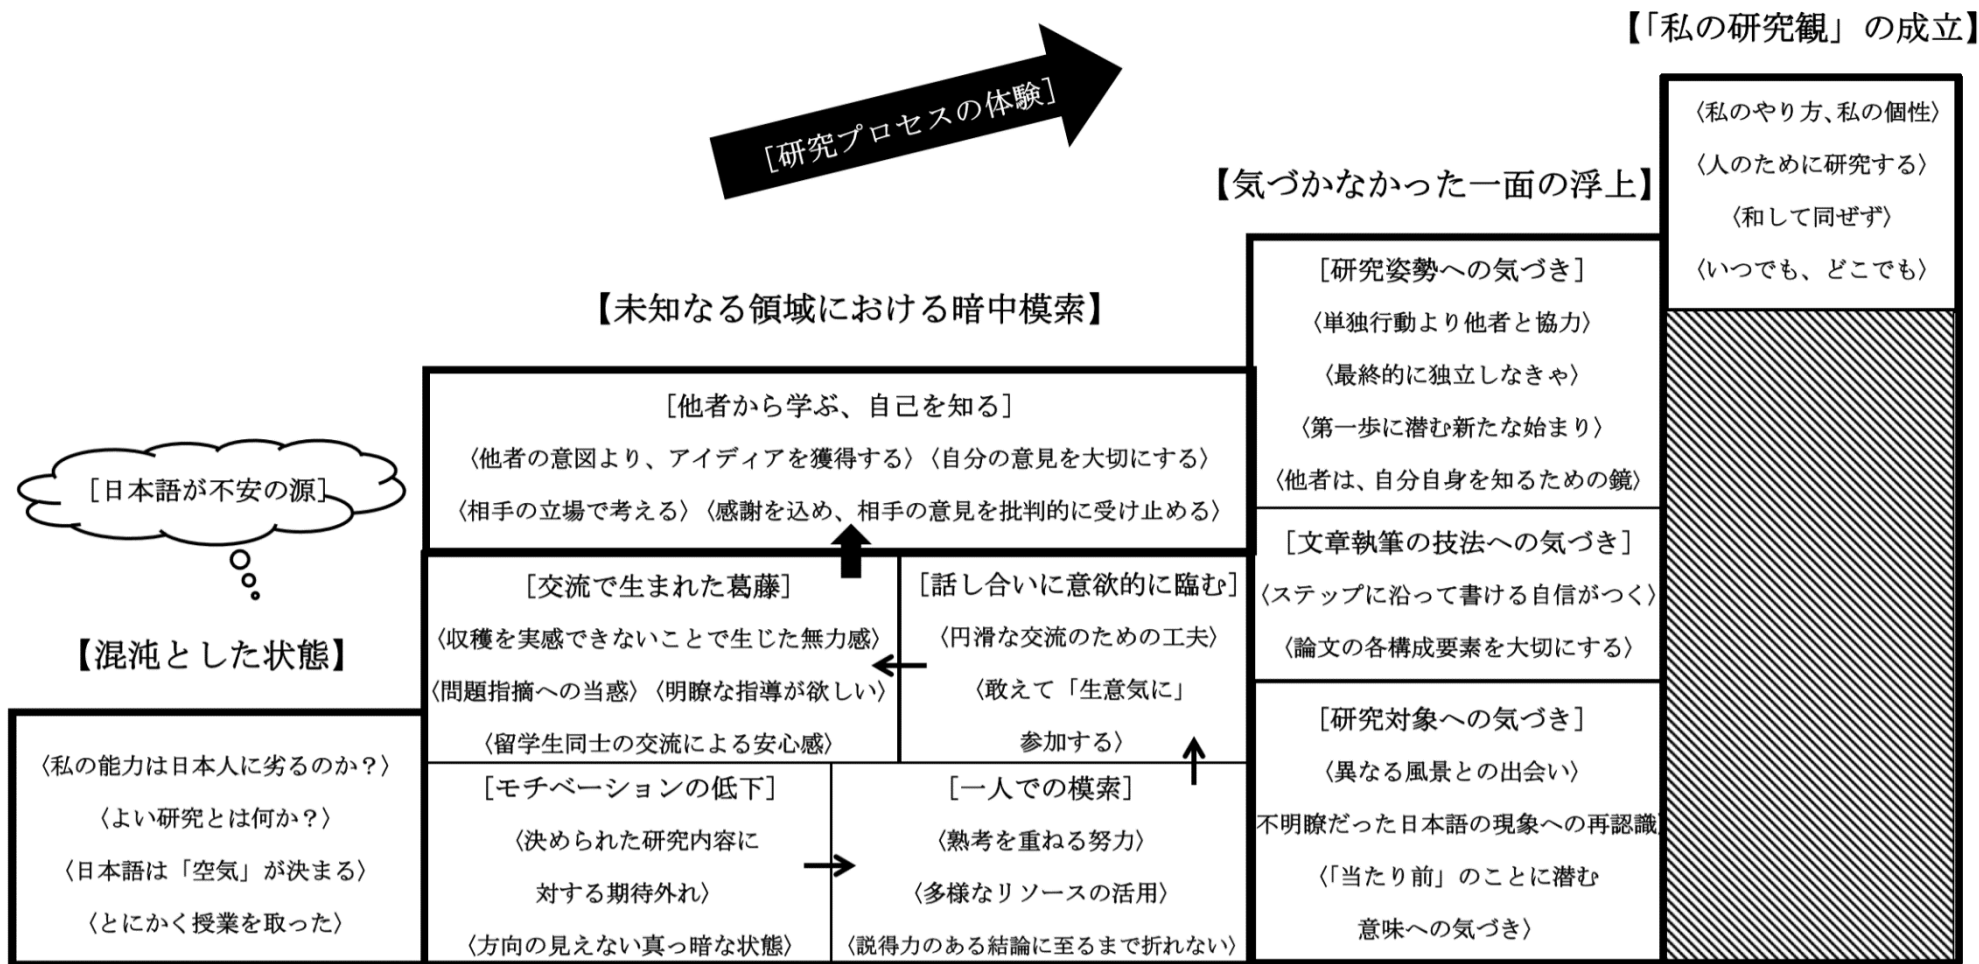 【「私の研究観」の成立】
〈私のやり方、私の個性〉
〈人のために研究する〉
〈和して同ぜず〉
〈いつでも、どこでも〉
[研究プロセスの体験]
【気づかなかった一面の浮上】
[研究姿勢への気づき]
〈単独行動より他者と協力〉
〈最終的に独立しなきゃ〉
〈第一歩に潜む新たな始まり〉
〈他者は、自分自身を知るための鏡〉
[文章執筆の技法への気づき]
〈ステップに沿って書ける自信がつく〉
〈論文の各構成要素を大切にする〉
[研究対象への気づき]
〈異なる風景との出会い〉
不明瞭だった日本語の現象への再認識〉
〈「当たり前」のことに潜む
意味への気づき〉
【未知なる領域における暗中模索】
[他者から学ぶ、自己を知る]
〈他者の意図より、アイディアを獲得する〉〈自分の意見を大切にする〉
〈相手の立場で考える〉〈感謝を込め、相手の意見を批判的に受け止める〉
[交流で生まれた葛藤]
〈収穫を実感できないことで生じた無力感〉
〈問題指摘への当惑〉〈明瞭な指導が欲しい〉
〈留学生同士の交流による安心感〉
[話し合いに意欲的に臨む]
〈円滑な交流のための工夫〉
〈敢えて「生意気に」
参加する〉
[モチベーションの低下]
〈決められた研究内容に
対する期待外れ〉
〈方向の見えない真っ暗な状態〉
[一人での模索]
〈熟考を重ねる努力〉
〈多様なリソースの活用〉
〈説得力のある結論に至るまで折れない〉
[日本語が不安の源]
【混沌とした状態】
〈私の能力は日本人に劣るのか？〉
〈よい研究とは何か？〉
〈日本語は「空気」が決まる〉
〈とにかく授業を取った〉